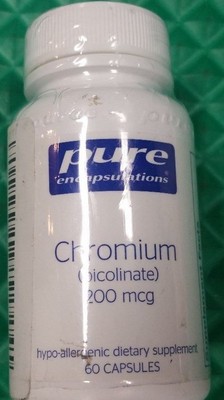 pure
encapsulations®
Chromium
(picolinate)
200 mcg
hypo-allergenic dietary supplement
60 CAPSULES